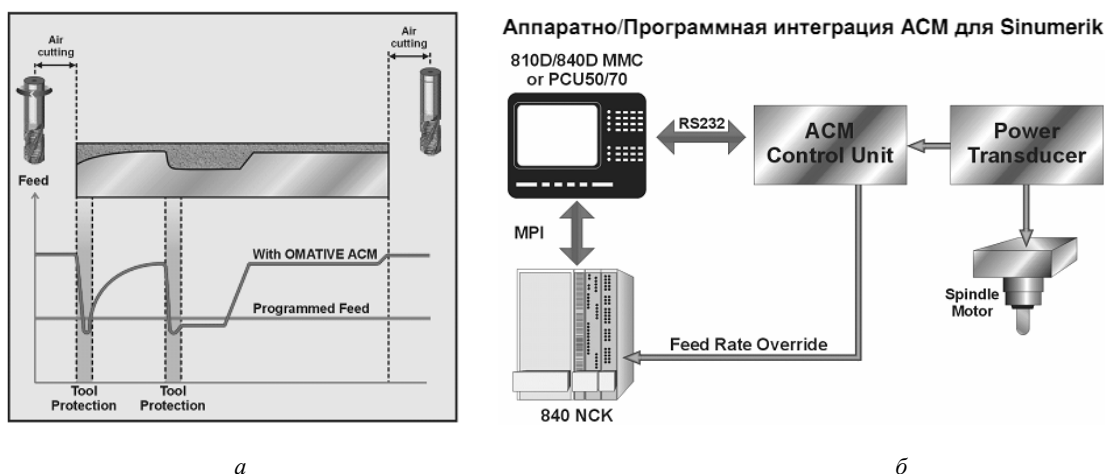 Air
cutting
Air
cutting
Feed
With OMATIVE ACM
Programmed Feed
Tool
Protection
Tool
Protection
а
Аппаратно/Программная интеграция ACM для Sinumerik
810D/840D MMC
or PCU50/70
RS232
ACM
Control Unit
Power
Transducer
MPI
Spindle
Motor
Feed Rate Override
840 NCK
б